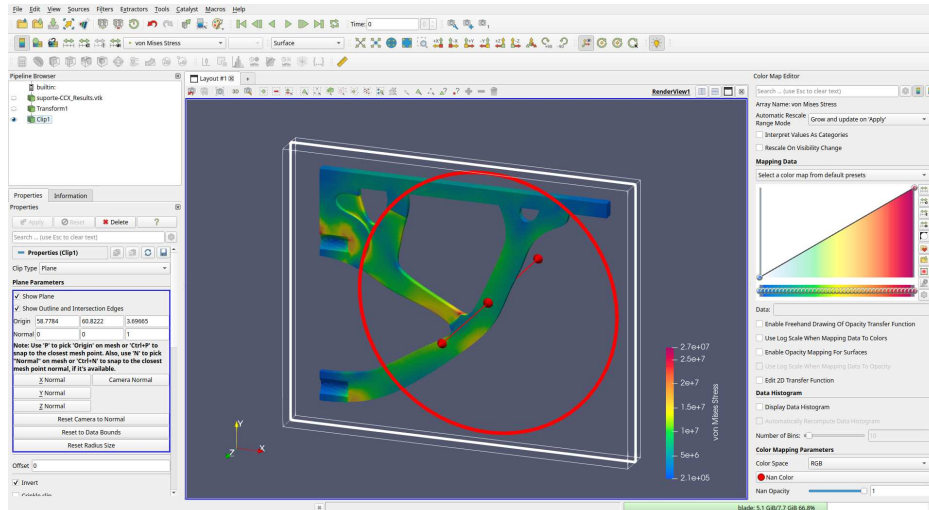 File Edit View Sources Filters Extractors Tools Catalyst Macros Help
Time: 0
von Mises Stress
Surface
Pipeline Browser
builtin:
suporte-CCX_Results.vtk
Transform1
Clip1
Properties Information
Properties
Apply Reset Delete ?
Search ... (use Esc to clear text)
Properties (Clip1)
Clip Type Plane
Plane Parameters
Show Plane
Show Outline and Intersection Edges
Origin 58.7784 60.8222 3.69665
Normal 0 0 1
Note: Use 'P' to pick 'Origin' on mesh or 'Ctrl+P' to
snap to the closest mesh point. Also, use 'N' to pick
"Normal" on mesh or 'Ctrl+N' to snap to the closest
mesh point normal, if it's available.
X Normal Camera Normal
Y Normal
Z Normal
Reset Camera to Normal
Reset to Data Bounds
Reset Radius Size
Offset 0
Invert
Crinkle clip
Layout #1
+
3D
RenderView1
2.7e+07
2.5e+7
2e+7
1.5e+7
1e+7
5e+6
2.1e+05
von Mises Stress
Y
Z X
Color Map Editor
Search ... (use Esc to clear text)
Array Name: von Mises Stress
Automatic Rescale
Range Mode
Grow and update on 'Apply'
Interpret Values As Categories
Rescale On Visibility Change
Mapping Data
Select a color map from default presets
Data:
Enable Freehand Drawing Of Opacity Transfer Function
Use Log Scale When Mapping Data To Colors
Enable Opacity Mapping For Surfaces
Use Log Scale When Mapping Data To Opacity
Edit 2D Transfer Function
Data Histogram
Display Data Histogram
Automatically Recompute Data Histogram
Number of Bins: 10
Color Mapping Parameters
Color Space RGB
Nan Color
Nan Opacity 1
blade: 5.1 GiB/7.7 GiB 66.8%